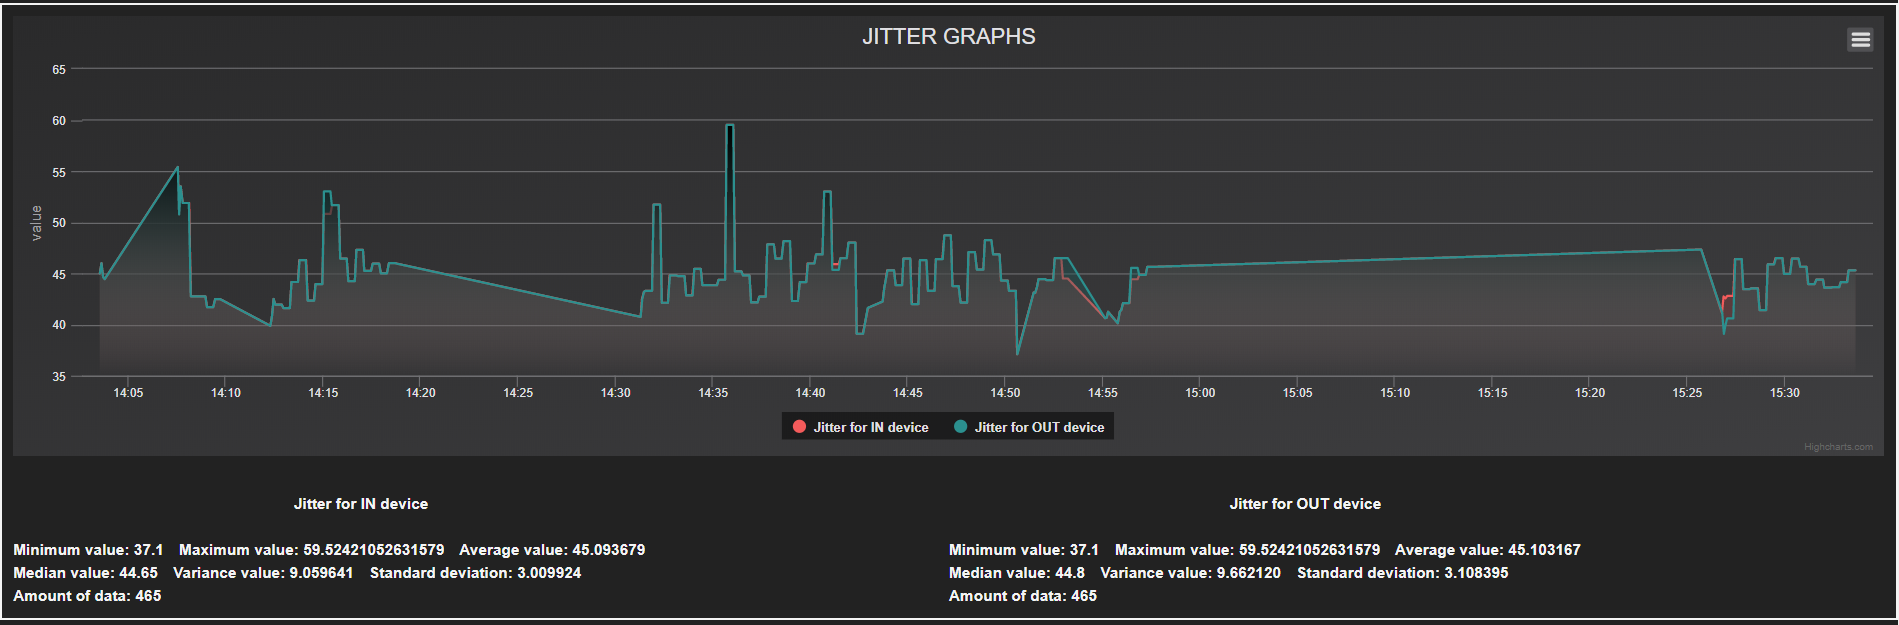 JITTER GRAPHS
65
60
55
50
45
40
35
value
14:05 14:10 14:15 14:20 14:25 14:30 14:35 14:40 14:45 14:50 14:55 15:00 15:05 15:10 15:15 15:20 15:25 15:30
Jitter for IN device Jitter for OUT device
Highcharts.com
Jitter for IN device
Minimum value: 37.1 Maximum value: 59.52421052631579 Average value: 45.093679
Median value: 44.65 Variance value: 9.059641 Standard deviation: 3.009924
Amount of data: 465
Jitter for OUT device
Minimum value: 37.1 Maximum value: 59.52421052631579 Average value: 45.103167
Median value: 44.8 Variance value: 9.662120 Standard deviation: 3.108395
Amount of data: 465